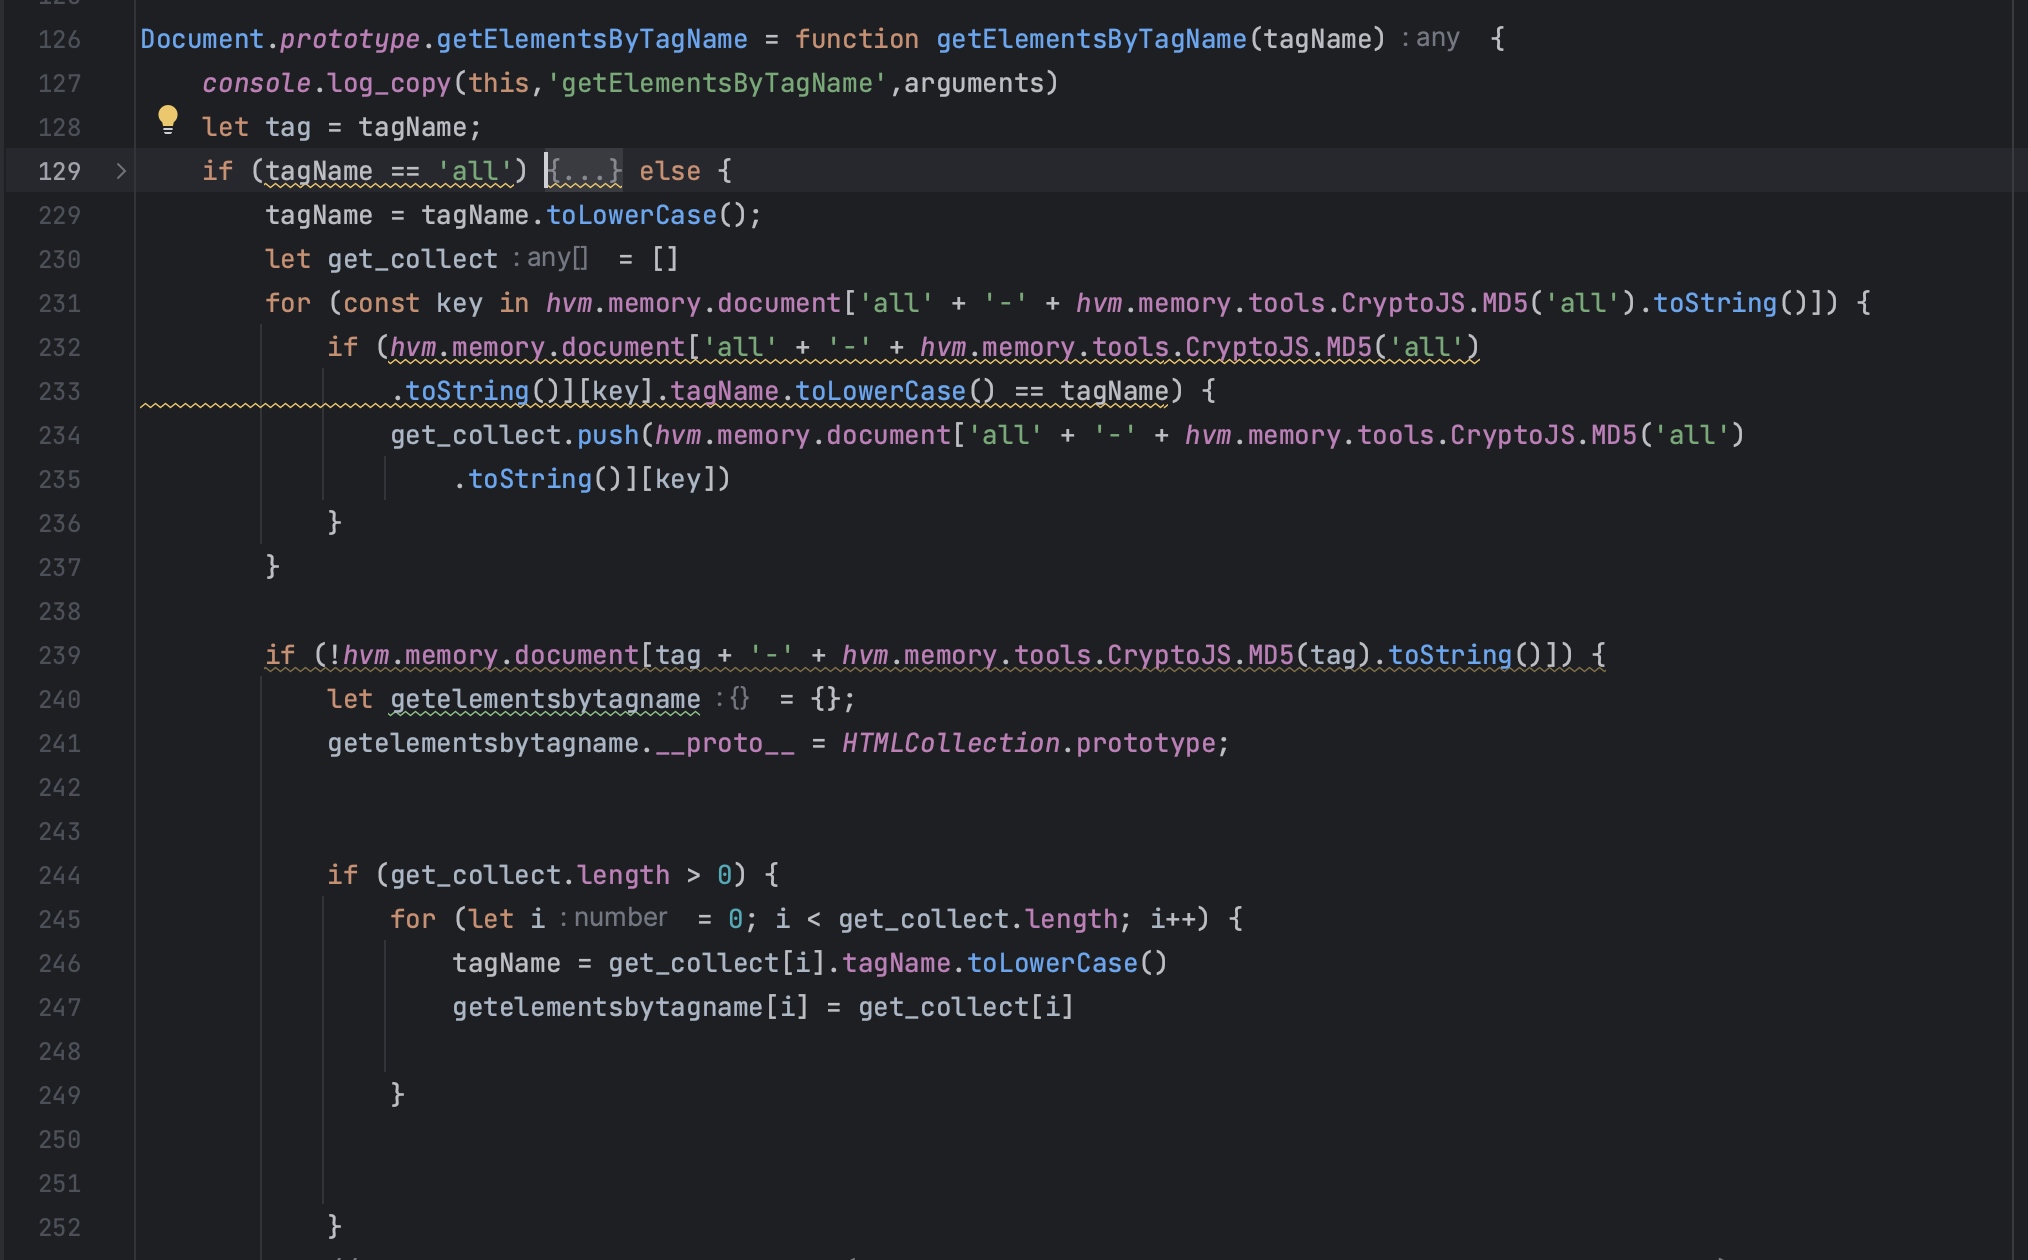 126 Document.prototype.getElementsByTagName = function getElementsByTagName(tagName) : any {
127 console.log_copy(this,'getElementsByTagName',arguments)
128 let tag = tagName;
129 if (tagName == 'all') {...} else {
229 tagName = tagName.toLowerCase();
230 let get_collect : any[] = []
231 for (const key in hvm.memory.document['all' + '-' + hvm.memory.tools.CryptoJS.MD5('all').toString()]) {
232 if (hvm.memory.document['all' + '-' + hvm.memory.tools.CryptoJS.MD5('all')
233 .toString()][key].tagName.toLowerCase() == tagName) {
234 get_collect.push(hvm.memory.document['all' + '-' + hvm.memory.tools.CryptoJS.MD5('all')
235 .toString()][key])
236 }
237 }
238
239 if (!hvm.memory.document[tag + '-' + hvm.memory.tools.CryptoJS.MD5(tag).toString()]) {
240 let getelementsbytagname : {} = {};
241 getelementsbytagname.__proto__ = HTMLCollection.prototype;
242
243
244 if (get_collect.length > 0) {
245 for (let i : number = 0; i < get_collect.length; i++) {
246 tagName = get_collect[i].tagName.toLowerCase()
247 getelementsbytagname[i] = get_collect[i]
248
249 }
250
251
252 }